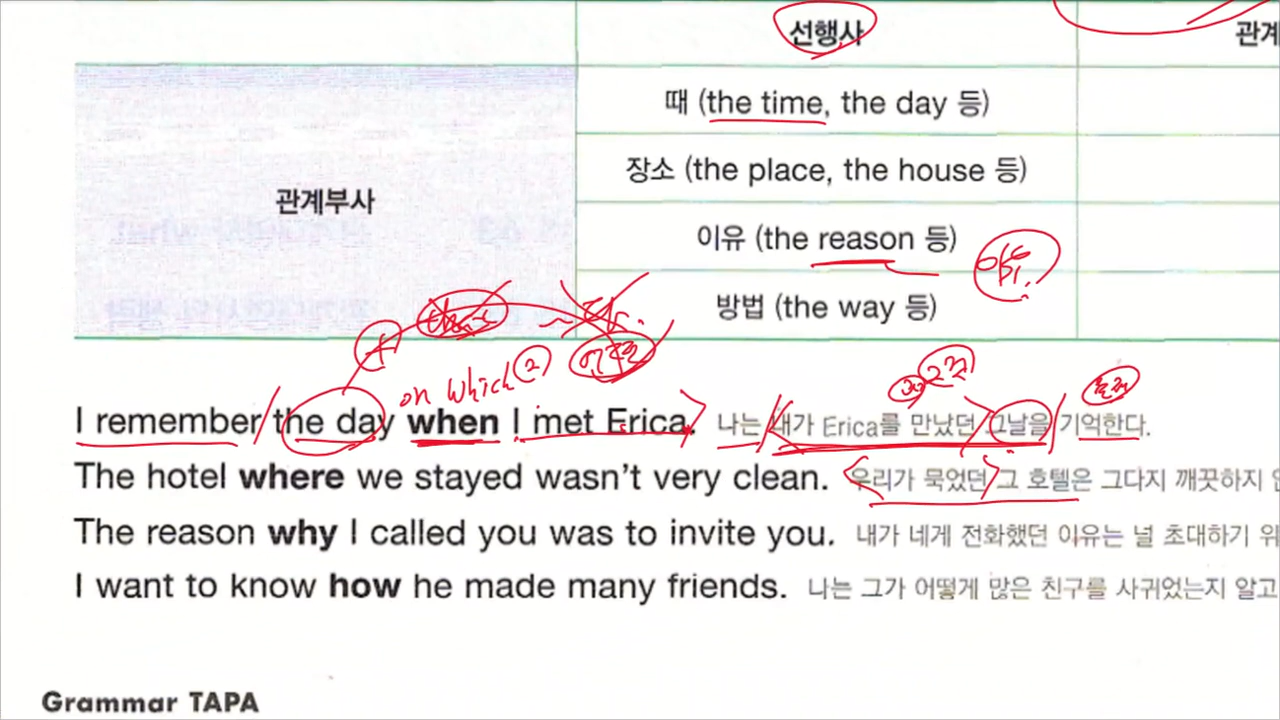 선행사
관계
때 (the time, the day 등)
장소 (the place, the house 등)
관계부사
이유 (the reason 등)
방법 (the way 등)
on which
I remember the day when I met Erica. 나는 내가 Erica를 만났던 그날을 기억한다.
The hotel where we stayed wasn't very clean. 우리가 묵었던 그 호텔은 그다지 깨끗하지
The reason why I called you was to invite you. 내가 네게 전화했던 이유는 널 초대하기 위
I want to know how he made many friends. 나는 그가 어떻게 많은 친구를 사귀었는지 알고
Grammar TAPA